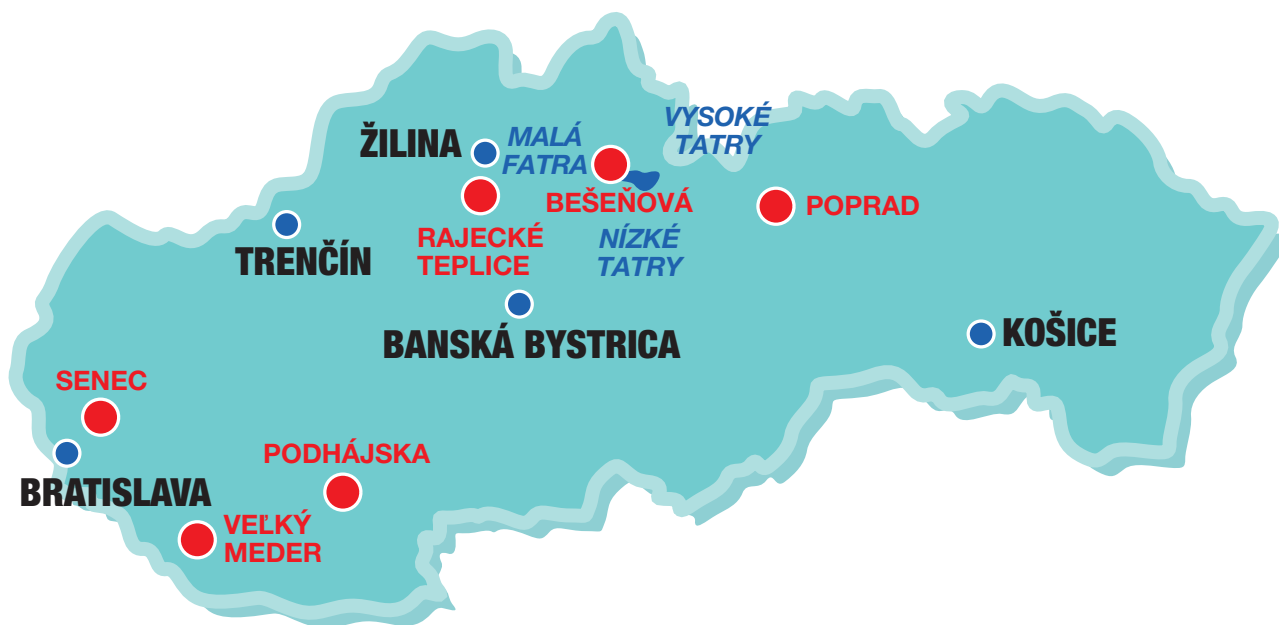 VYSOKÉ
TATRY
ŽILINA
MALÁ
FATRA
BEŠEŇOVÁ
POPRAD
RAJECKÉ
TEPLICE
NÍZKÉ
TATRY
TRENČÍN
BANSKÁ BYSTRICA
KOŠICE
SENEC
PODHÁJSKA
BRATISLAVA
VEĽKÝ
MEDER